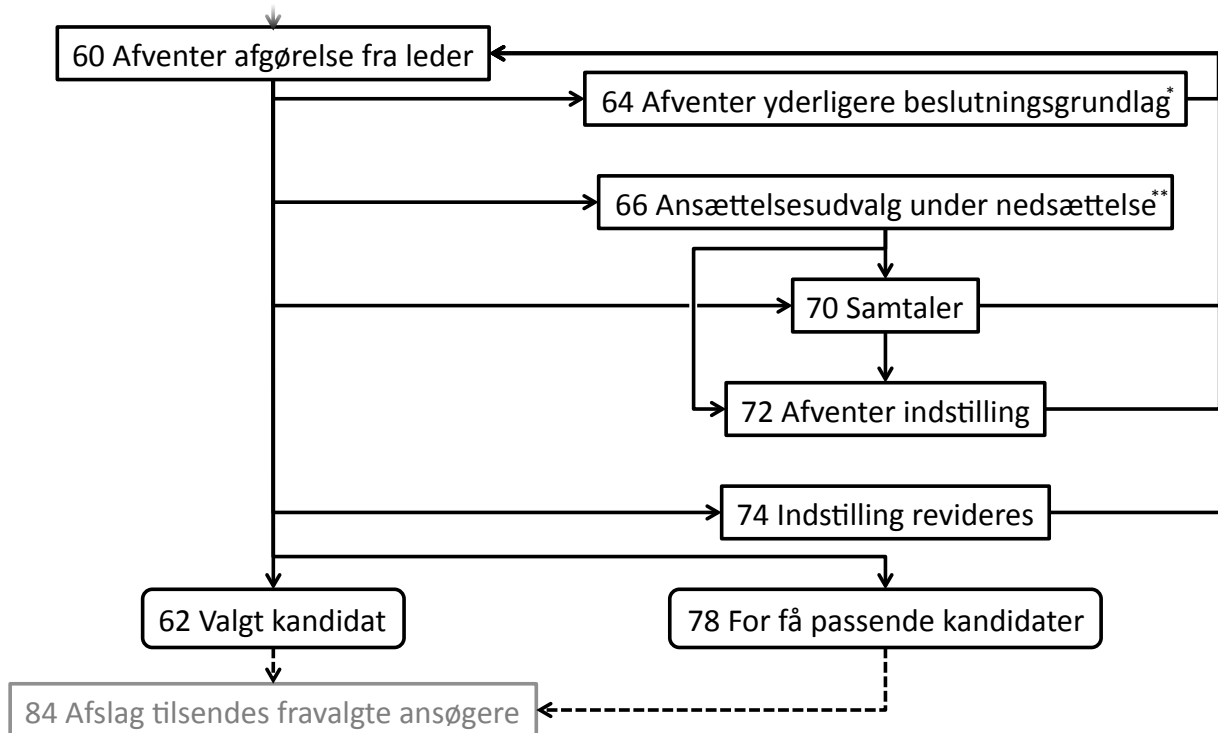 60 Afventer afgørelse fra leder
64 Afventer yderligere beslutningsgrundlag*
66 Ansættelsesudvalg under nedsættelse**
70 Samtaler
72 Afventer indstilling
74 Indstilling revideres
62 Valgt kandidat
78 For få passende kandidater
84 Afslag tilsendes fravalgte ansøgere